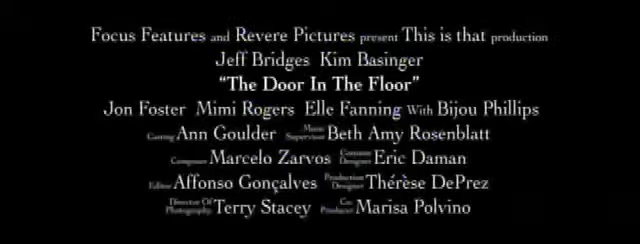 Focus Features and Revere Pictures present This is that production
Jeff Bridges Kim Basinger
"The Door In The Floor"
Jon Foster Mimi Rogers Elle Fanning With Bijou Phillips
Casting Ann Goulder Music Supervisor Beth Amy Rosenblatt
Composer Marcelo Zarvos Costume Designer Eric Daman
Editor Affonso Gonçalves Production Designer Thérèse DePrez
Director Of Photography Terry Stacey Co-Producer Marisa Polvino